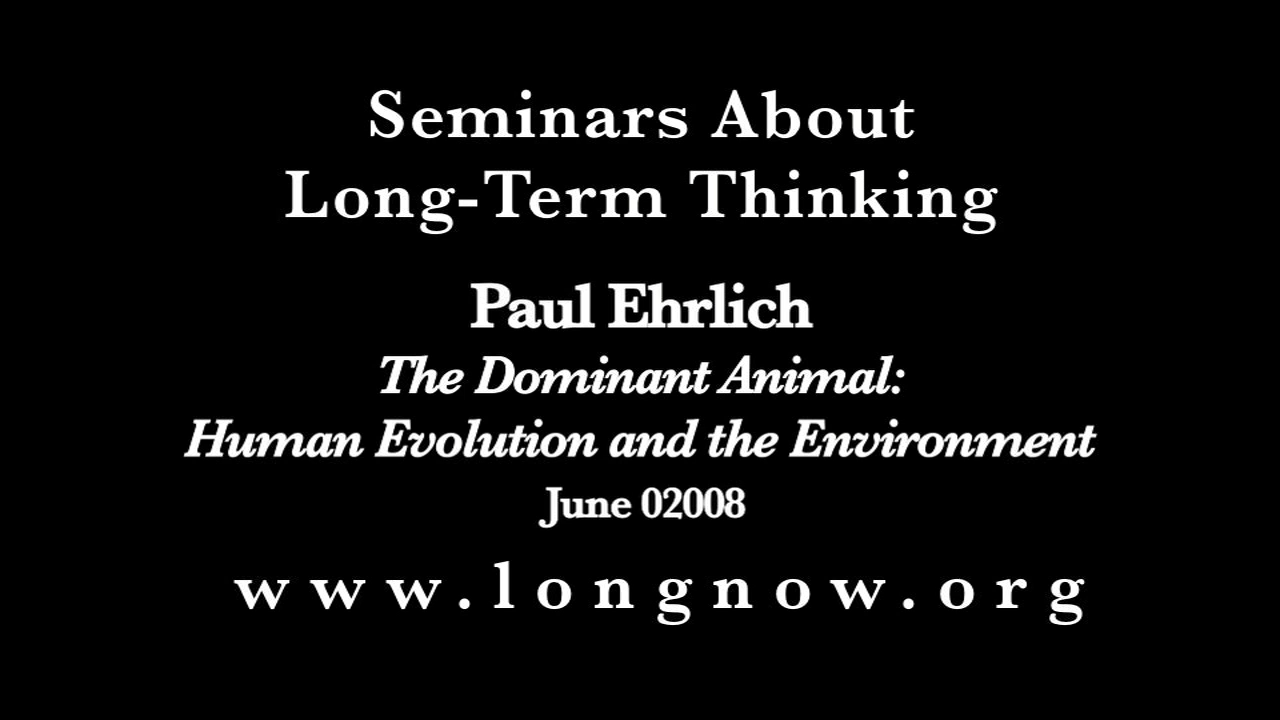 Seminars About
Long-Term Thinking
Paul Ehrlich
The Dominant Animal:
Human Evolution and the Environment
June 02008
www.longnow.org